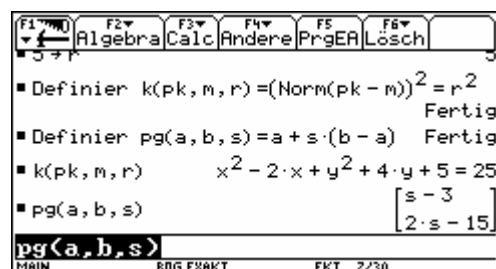 F1 F2 F3 F4 F5 F6
Algebra Calc Andere PrgEA Lösch
5 → r 5
Definier k(pk, m, r) =(Norm(pk - m))² = r²
Fertig
Definier pg(a, b, s) = a + s·(b - a) Fertig
k(pk, m, r) x² - 2·x + y² + 4·y + 5 = 25
pg(a, b, s) [s - 3
2·s - 15]
pg(a,b,s)
MAIN BOG EXAKT FKT 7/30